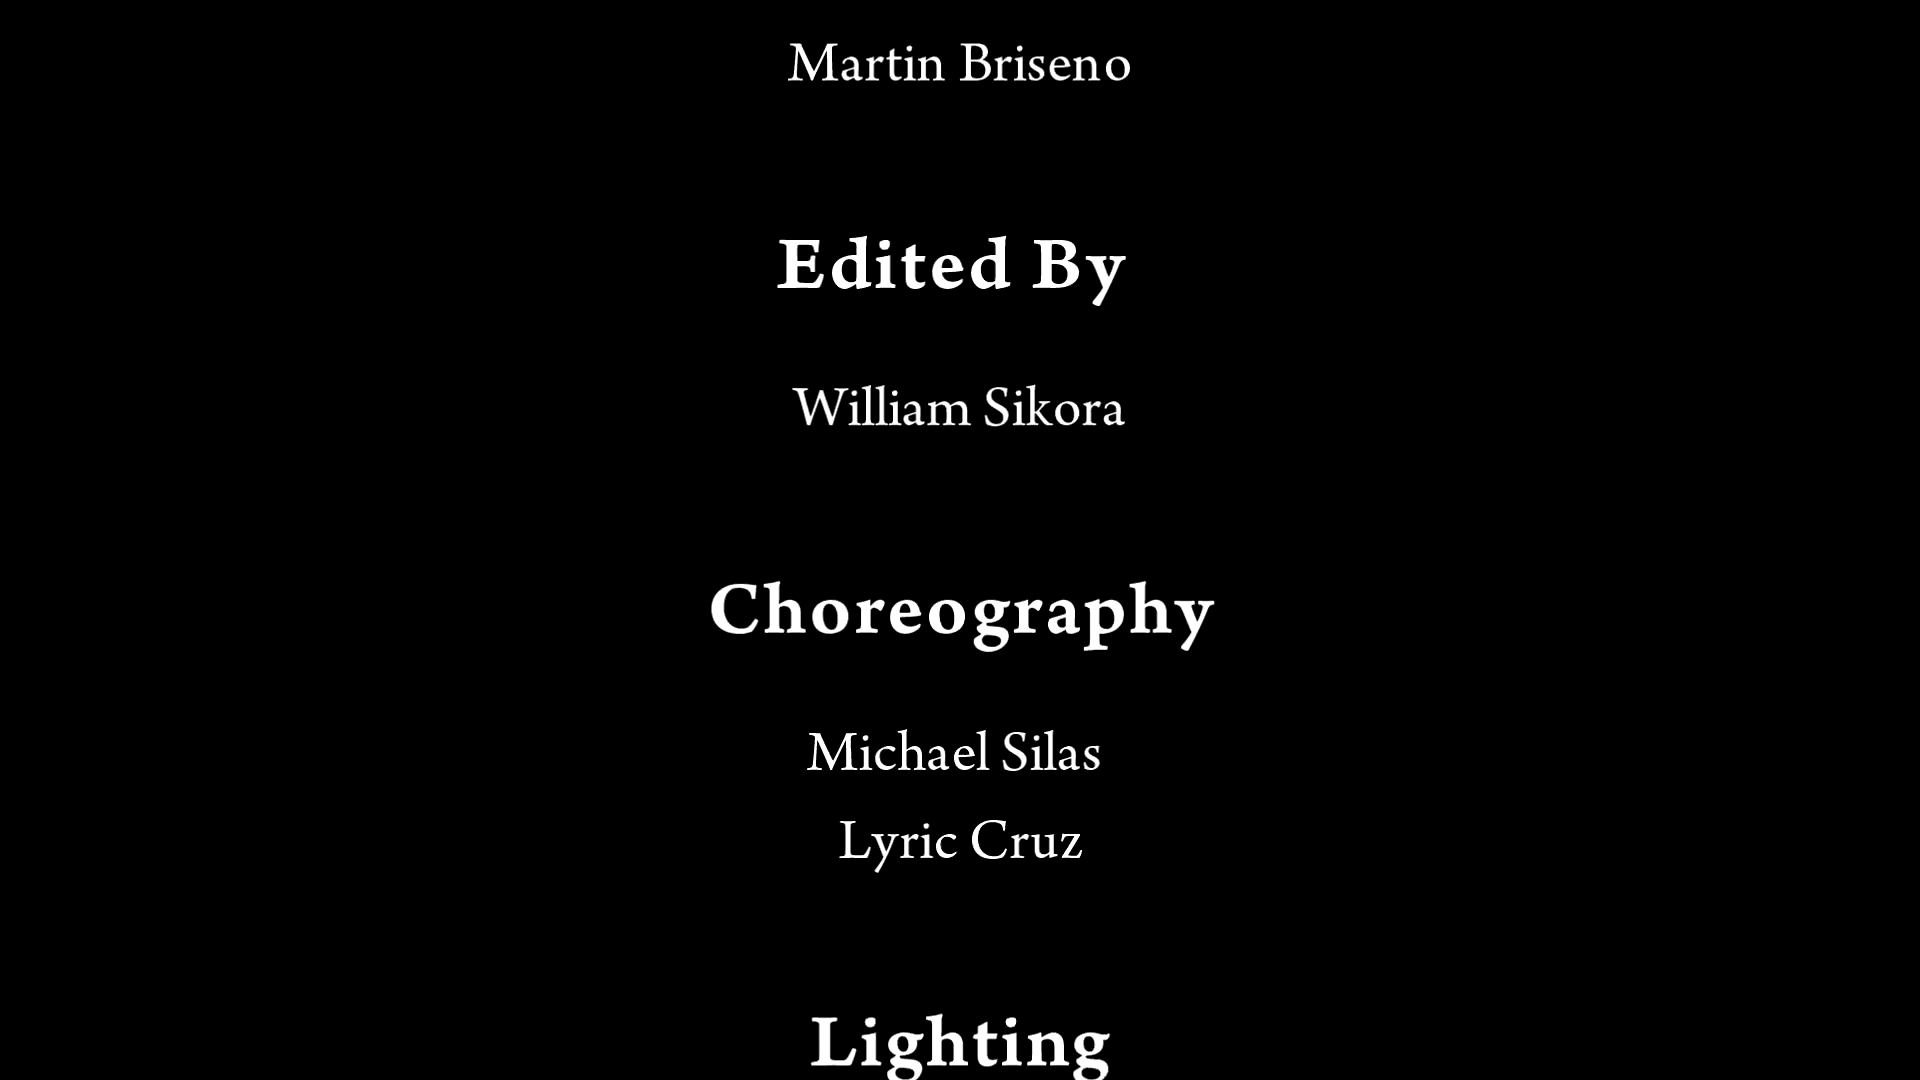 Martin Briseno
Edited By
William Sikora
Choreography
Michael Silas
Lyric Cruz
Lighting